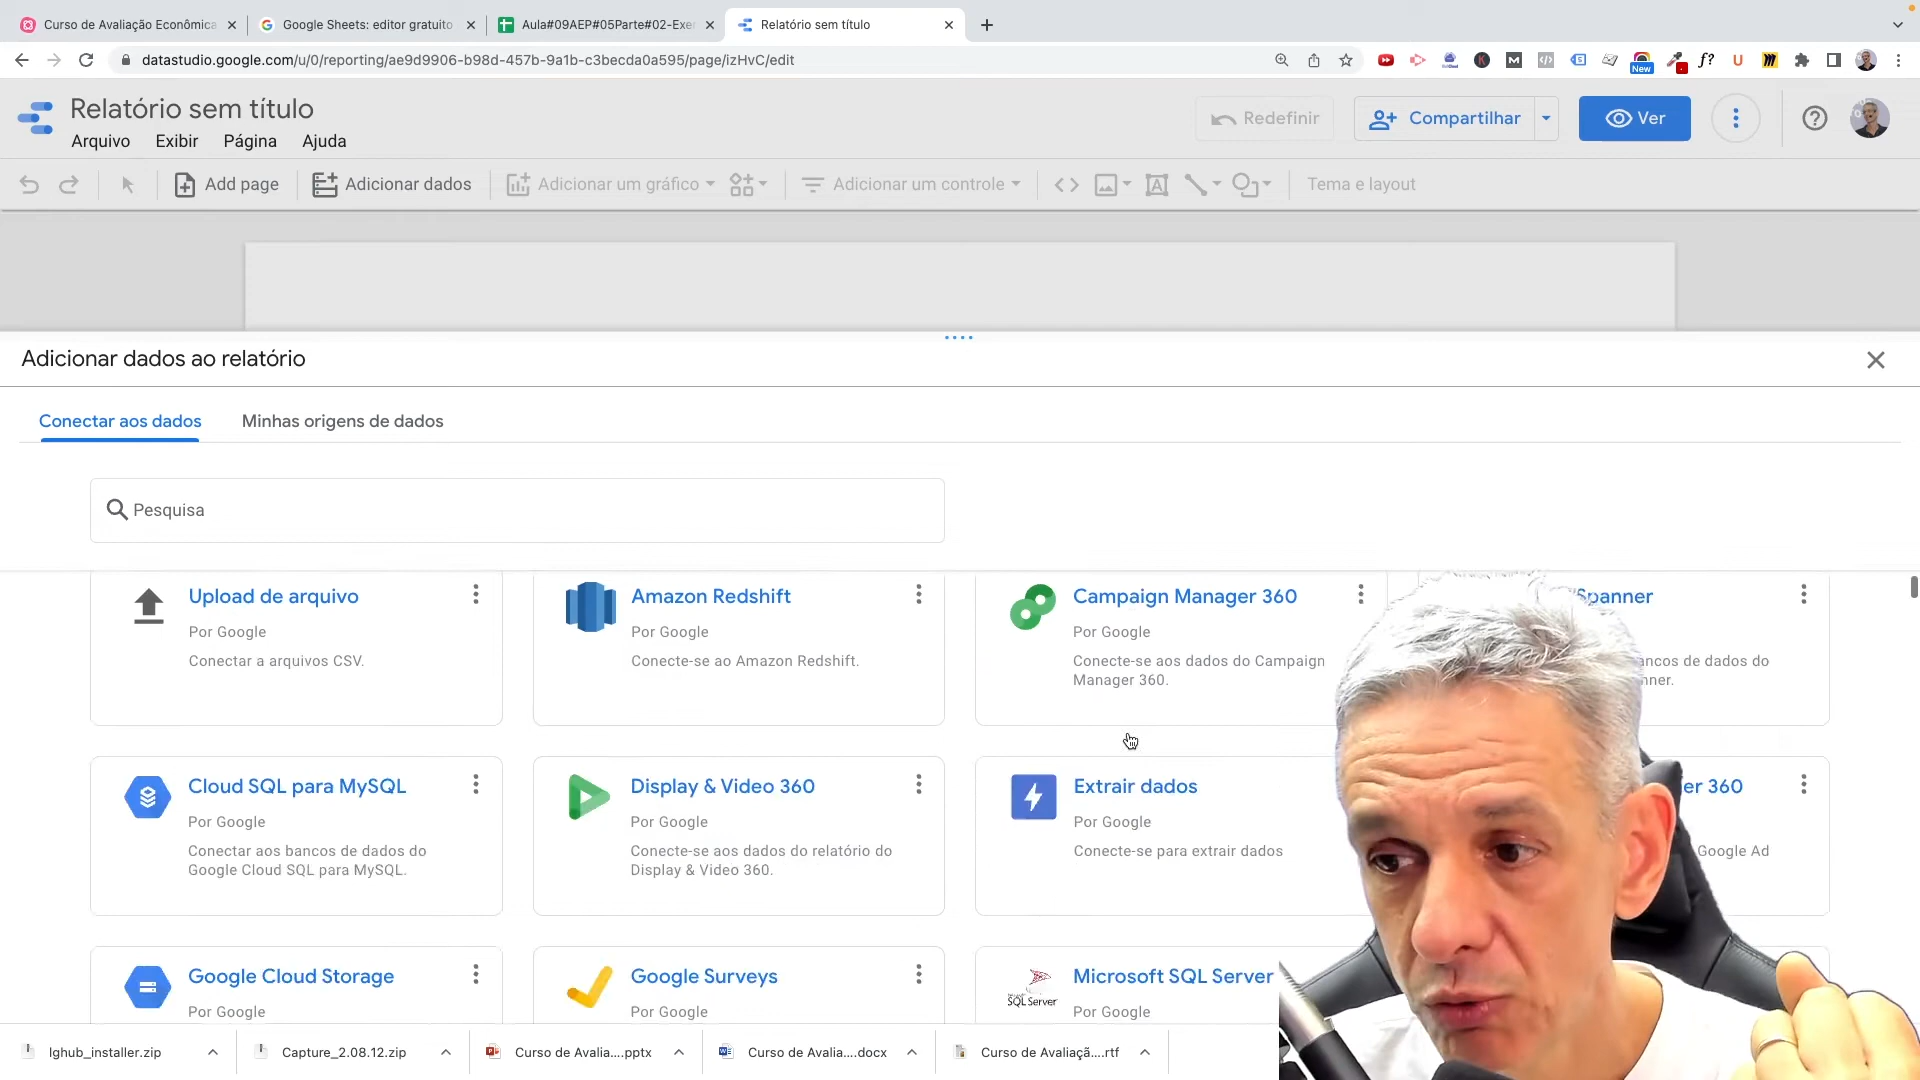 Curso de Avaliação Econômica
Google Sheets: editor gratuito
Aula#09AEP#05Parte#02-Exer
Relatório sem título
datastudio.google.com/u/0/reporting/ae9d9906-b98d-457b-9a1b-c3becda0a595/page/izHvC/edit
New
Relatório sem título
Redefinir
Compartilhar
Ver
Arquivo Exibir Página Ajuda
Add page
Adicionar dados
Adicionar um gráfico
Adicionar um controle
Tema e layout
Adicionar dados ao relatório
Conectar aos dados Minhas origens de dados
Pesquisa
Upload de arquivo
Por Google
Conectar a arquivos CSV.
Amazon Redshift
Por Google
Conecte-se ao Amazon Redshift.
Campaign Manager 360
Por Google
Conecte-se aos dados do Campaign
Manager 360.
Spanner
de dados do
Cloud SQL para MySQL
Por Google
Conectar aos bancos de dados do
Google Cloud SQL para MySQL.
Display & Video 360
Por Google
Conecte-se aos dados do relatório do
Display & Video 360.
Extrair dados
Por Google
Conecte-se para extrair dados
360
Google Ad
Google Cloud Storage
Por Google
Google Surveys
Por Google
SQL Server
Microsoft SQL Server
Por Google
lghub_installer.zip
Capture_2.08.12.zip
Curso de Avalia....pptx
Curso de Avalia....docx
Curso de Avaliaçã....rtf